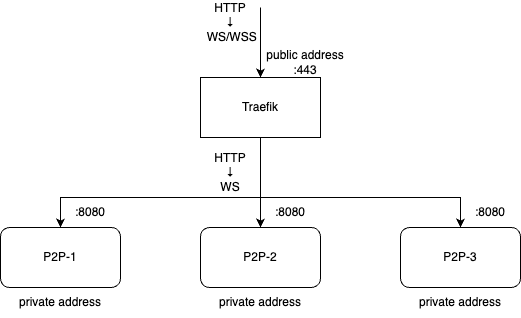 HTTP
↓
WS/WSS
public address
:443
Traefik
HTTP
↓
WS
:8080
:8080
:8080
P2P-1
P2P-2
P2P-3
private address
private address
private address